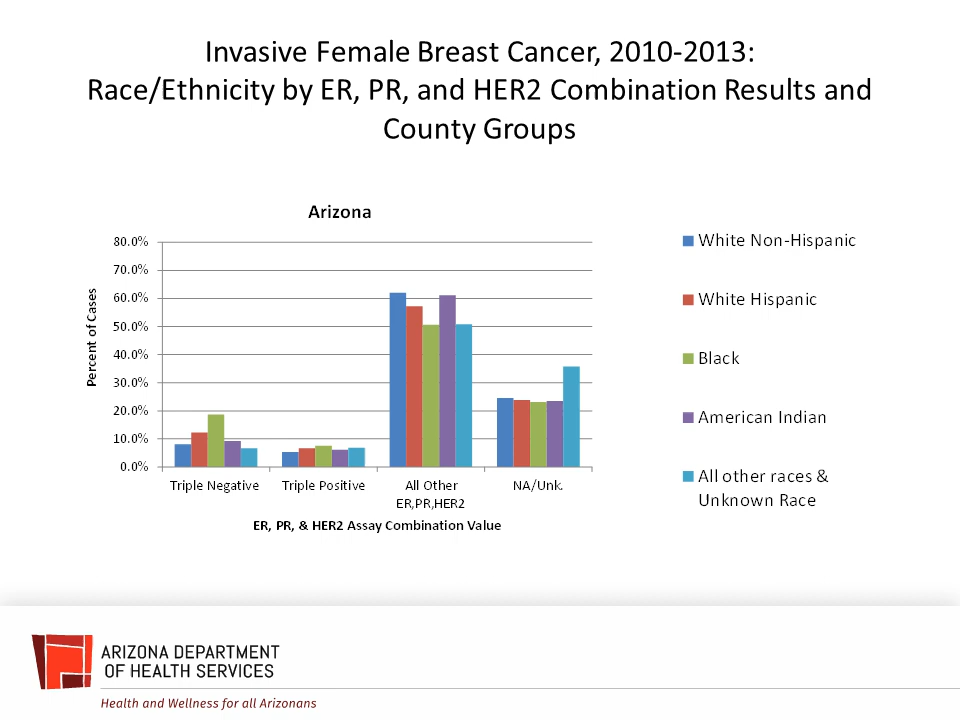 Invasive Female Breast Cancer, 2010-2013:
Race/Ethnicity by ER, PR, and HER2 Combination Results and
County Groups
Arizona
80.0%
70.0%
60.0%
50.0%
40.0%
30.0%
20.0%
10.0%
0.0%
Percent of Cases
Triple Negative
Triple Positive
All Other
ER,PR,HER2
NA/Unk.
ER, PR, & HER2 Assay Combination Value
White Non-Hispanic
White Hispanic
Black
American Indian
All other races &
Unknown Race
ARIZONA DEPARTMENT
OF HEALTH SERVICES
Health and Wellness for all Arizonans